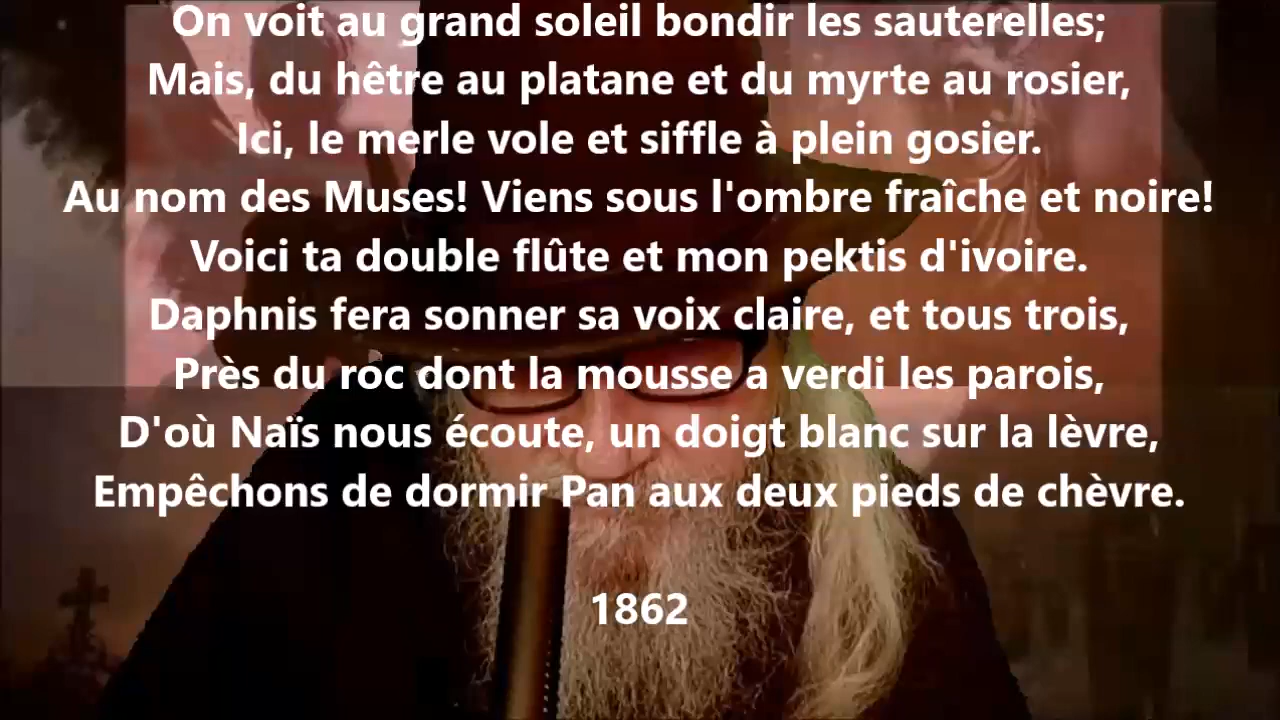 On voit au grand soleil bondir les sauterelles;
Mais, du hêtre au platane et du myrte au rosier,
Ici, le merle vole et siffle à plein gosier.
Au nom des Muses! Viens sous l'ombre fraîche et noire!
Voici ta double flûte et mon pektis d'ivoire.
Daphnis fera sonner sa voix claire, et tous trois,
Près du roc dont la mousse a verdi les parois,
D'où Naïs nous écoute, un doigt blanc sur la lèvre,
Empêchons de dormir Pan aux deux pieds de chèvre.
1862